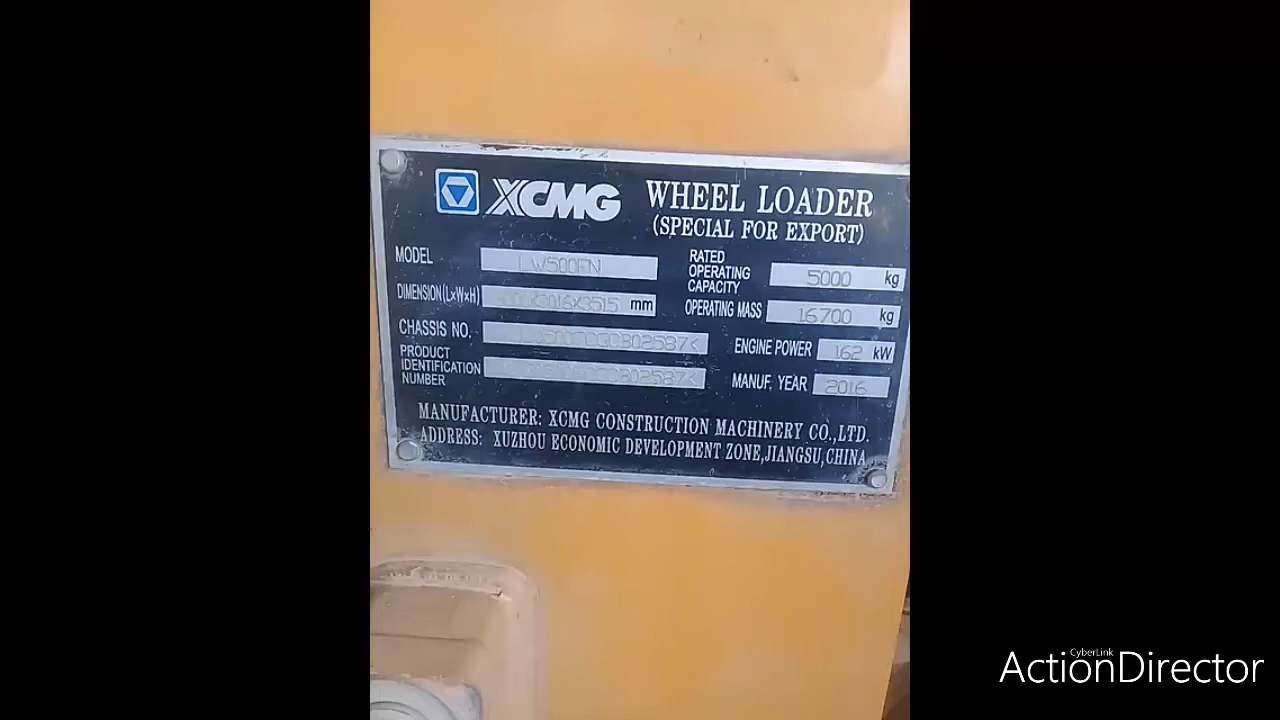 XCMG WHEEL LOADER
(SPECIAL FOR EXPORT)
MODEL LW500FN
RATED OPERATING CAPACITY 5000 kg
DIMENSION(L×W×H) mm
OPERATING MASS 16700 kg
CHASSIS NO.
ENGINE POWER 162 kW
PRODUCT IDENTIFICATION NUMBER
MANUF. YEAR 2016
MANUFACTURER: XCMG CONSTRUCTION MACHINERY CO.,LTD.
ADDRESS: XUZHOU ECONOMIC DEVELOPMENT ZONE,JIANGSU,CHINA
CyberLink
ActionDirector